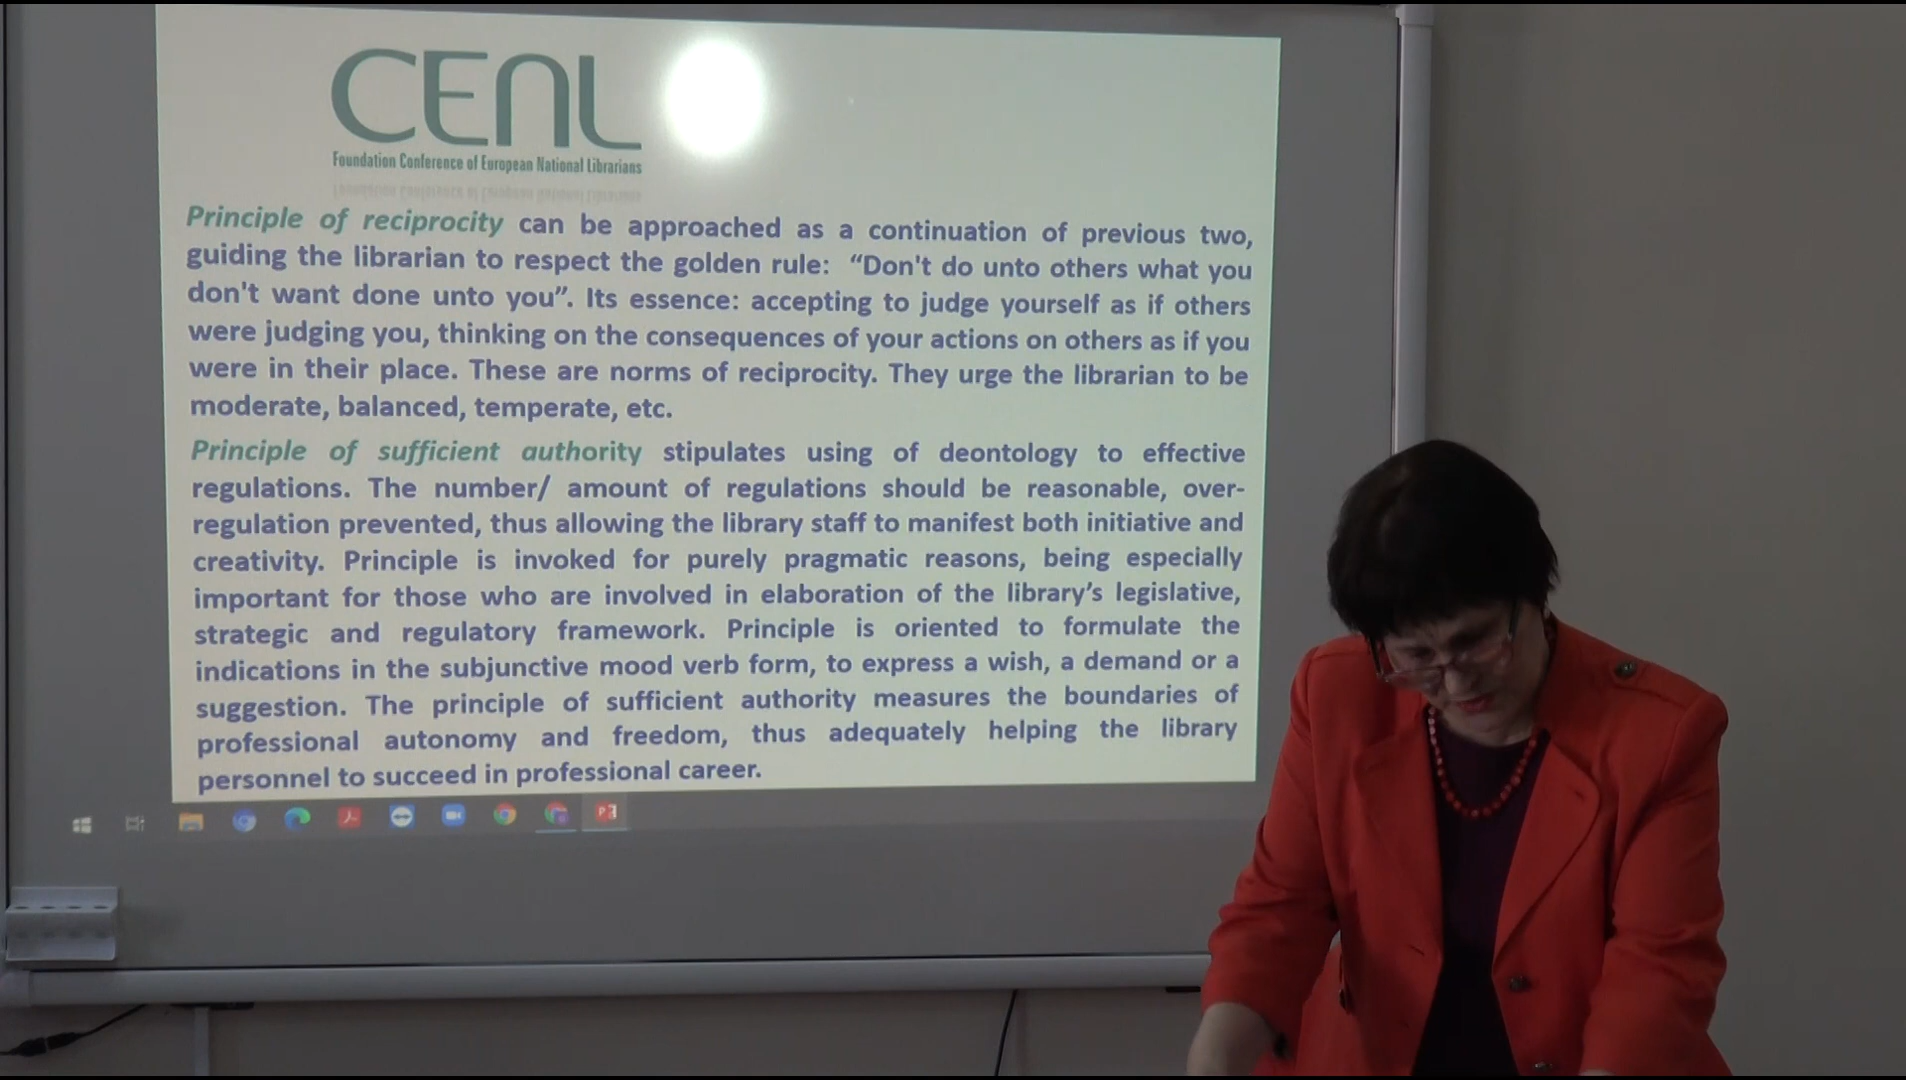 CENL
Foundation Conference of European National Librarians
Principle of reciprocity can be approached as a continuation of previous two,
guiding the librarian to respect the golden rule: “Don't do unto others what you
don't want done unto you”. Its essence: accepting to judge yourself as if others
were judging you, thinking on the consequences of your actions on others as if you
were in their place. These are norms of reciprocity. They urge the librarian to be
moderate, balanced, temperate, etc.
Principle of sufficient authority stipulates using of deontology to effective
regulations. The number/ amount of regulations should be reasonable, over-
regulation prevented, thus allowing the library staff to manifest both initiative and
creativity. Principle is invoked for purely pragmatic reasons, being especially
important for those who are involved in elaboration of the library’s legislative,
strategic and regulatory framework. Principle is oriented to formulate the
indications in the subjunctive mood verb form, to express a wish, a demand or a
suggestion. The principle of sufficient authority measures the boundaries of
professional autonomy and freedom, thus adequately helping the library
personnel to succeed in professional career.